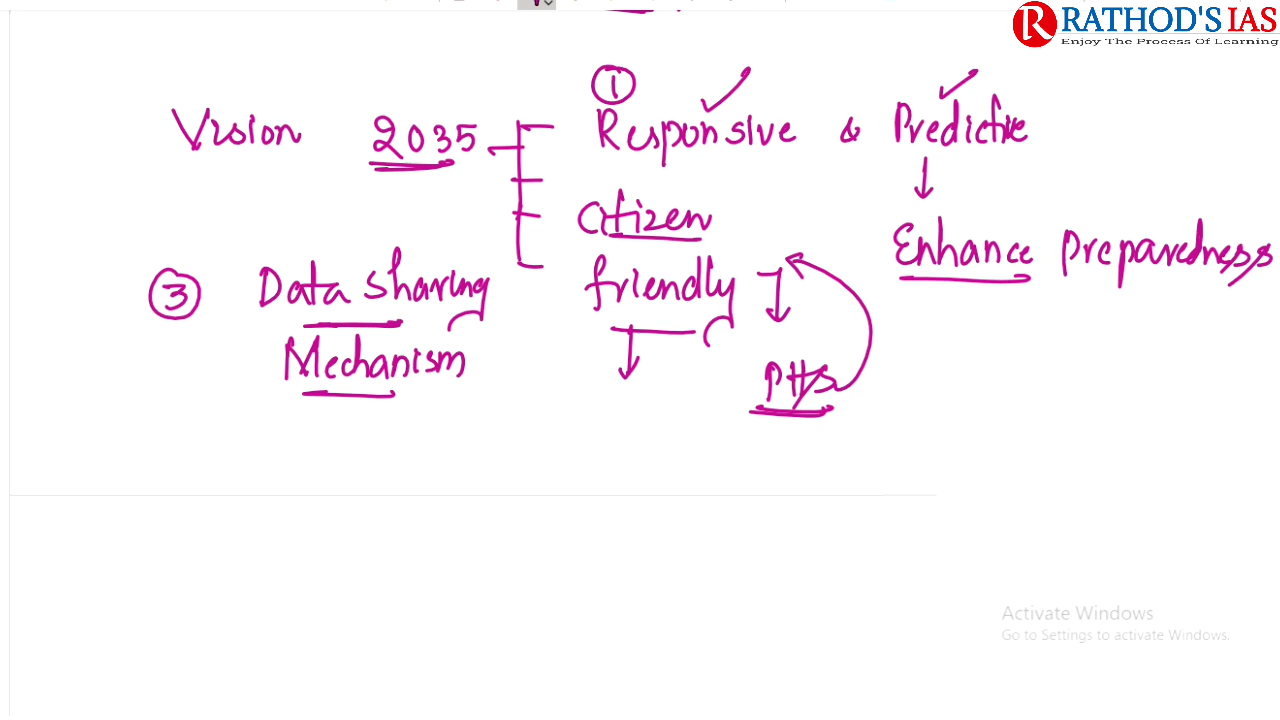 RATHOD'S IAS
Enjoy The Process Of Learning
①
Vision 2035 Responsive & Predictive
Citizen
Enhance Preparedness
③ Data sharing friendly
Mechanism
PHS
Activate Windows
Go to Settings to activate Windows.